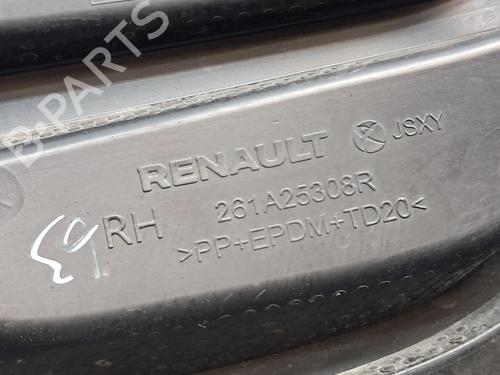 RENAULT JSXY
RH 261A25308R
>PP+EPDM+TD20<
B-PARTS